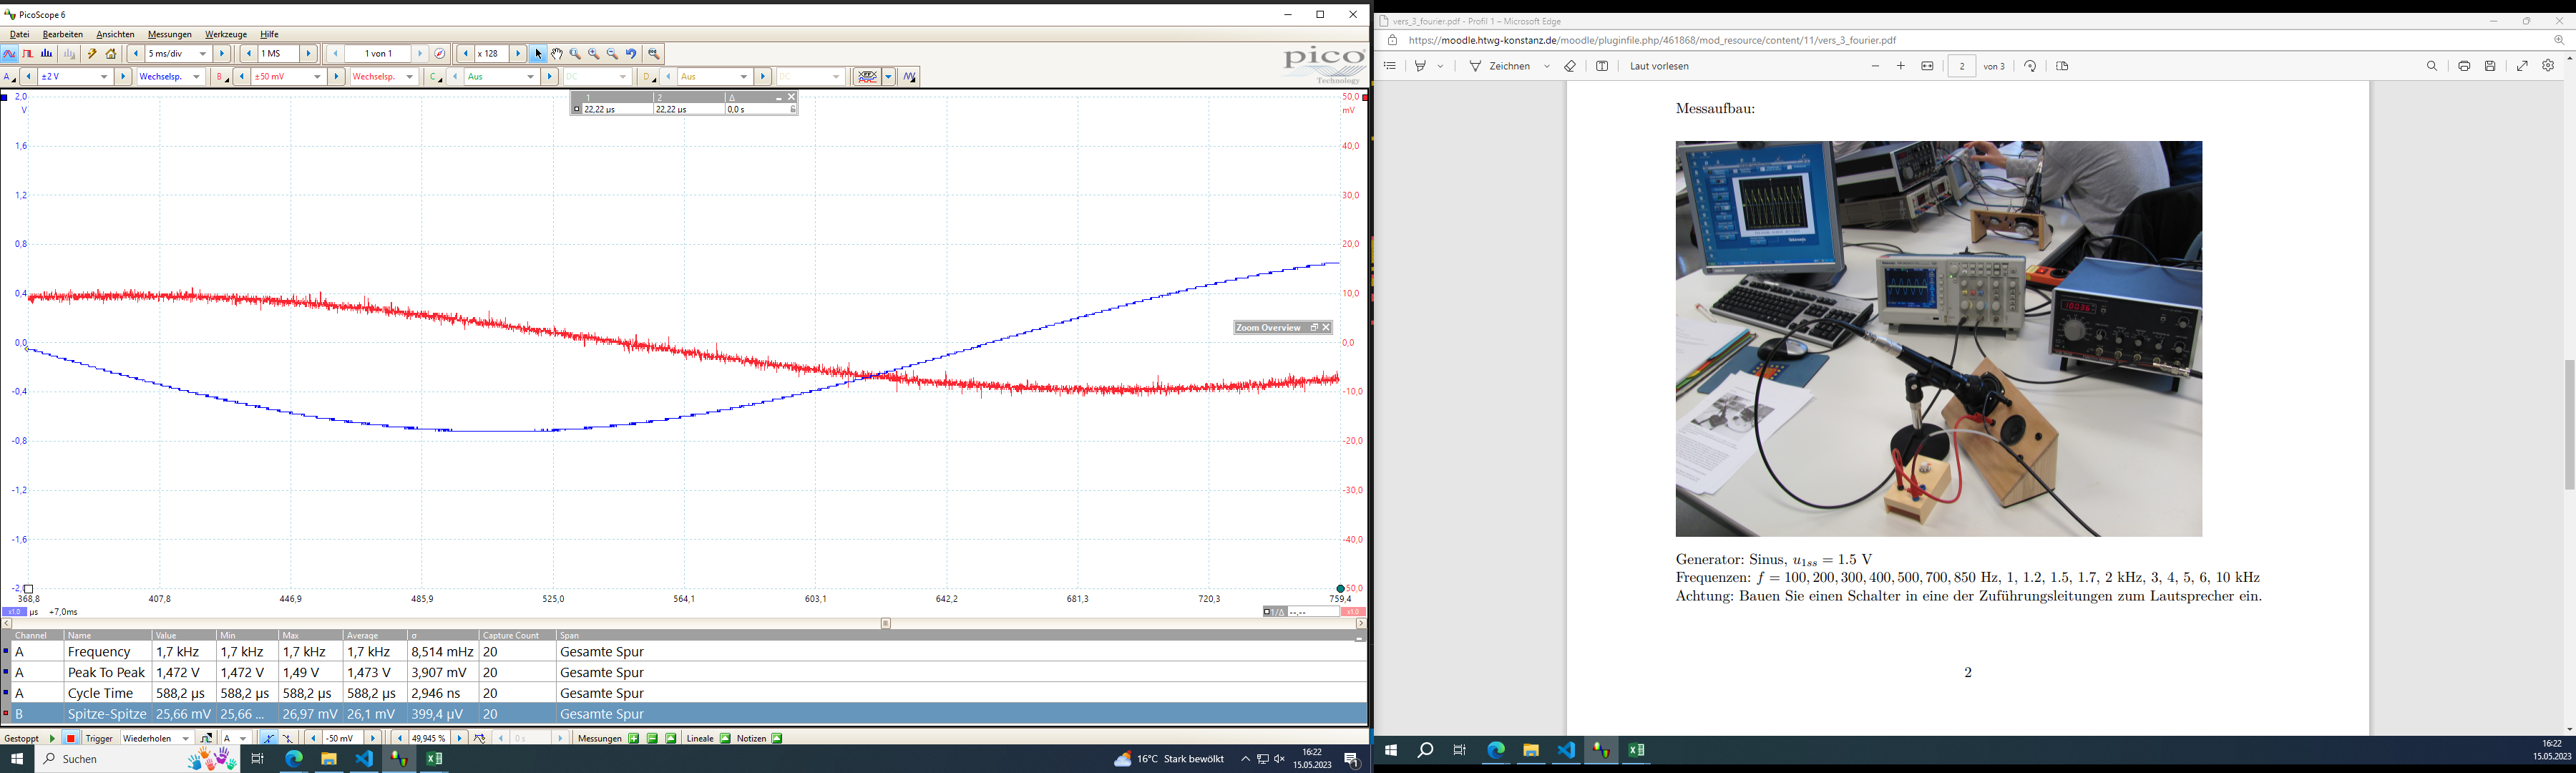 PicoScope 6
Datei Bearbeiten Ansichten Messungen Werkzeuge Hilfe
5 ms/div 1 MS 1 von 1 x 128
A ±2 V Wechselsp. B ±50 mV Wechselsp. C Aus DC D Aus DC
pico
Technology
1 2 Δ
22,22 µs 22,22 µs 0,0 s
2,0 50,0
V mV
1,6 40,0
1,2 30,0
0,8 20,0
0,4 10,0
Zoom Overview
0,0 0,0
-0,4 -10,0
-0,8 -20,0
-1,2 -30,0
-1,6 -40,0
-2,0 -50,0
368,8 407,8 446,9 485,9 525,0 564,1 603,1 642,2 681,3 720,3 759,4
x1,0 µs +7,0ms 1/Δ --,-- x1,0
Channel Name Value Min Max Average σ Capture Count Span
A Frequency 1,7 kHz 1,7 kHz 1,7 kHz 1,7 kHz 8,514 mHz 20 Gesamte Spur
A Peak To Peak 1,472 V 1,472 V 1,49 V 1,473 V 3,907 mV 20 Gesamte Spur
A Cycle Time 588,2 µs 588,2 µs 588,2 µs 588,2 µs 2,946 ns 20 Gesamte Spur
B Spitze-Spitze 25,66 mV 25,66 ... 26,97 mV 26,1 mV 399,4 µV 20 Gesamte Spur
Gestoppt Trigger Wiederholen A -50 mV 49,945 % 0 s Messungen Lineale Notizen
Suchen 16°C Stark bewölkt 16:22
15.05.2023
1
vers_3_fourier.pdf - Profil 1 – Microsoft Edge
https://moodle.htwg-konstanz.de/moodle/pluginfile.php/461868/mod_resource/content/11/vers_3_fourier.pdf
Zeichnen Laut vorlesen 2 von 3
Messaufbau:
Generator: Sinus, u1ss = 1.5 V
Frequenzen: f = 100, 200, 300, 400, 500, 700, 850 Hz, 1, 1.2, 1.5, 1.7, 2 kHz, 3, 4, 5, 6, 10 kHz
Achtung: Bauen Sie einen Schalter in eine der Zuführungsleitungen zum Lautsprecher ein.
2
16:22
15.05.2023